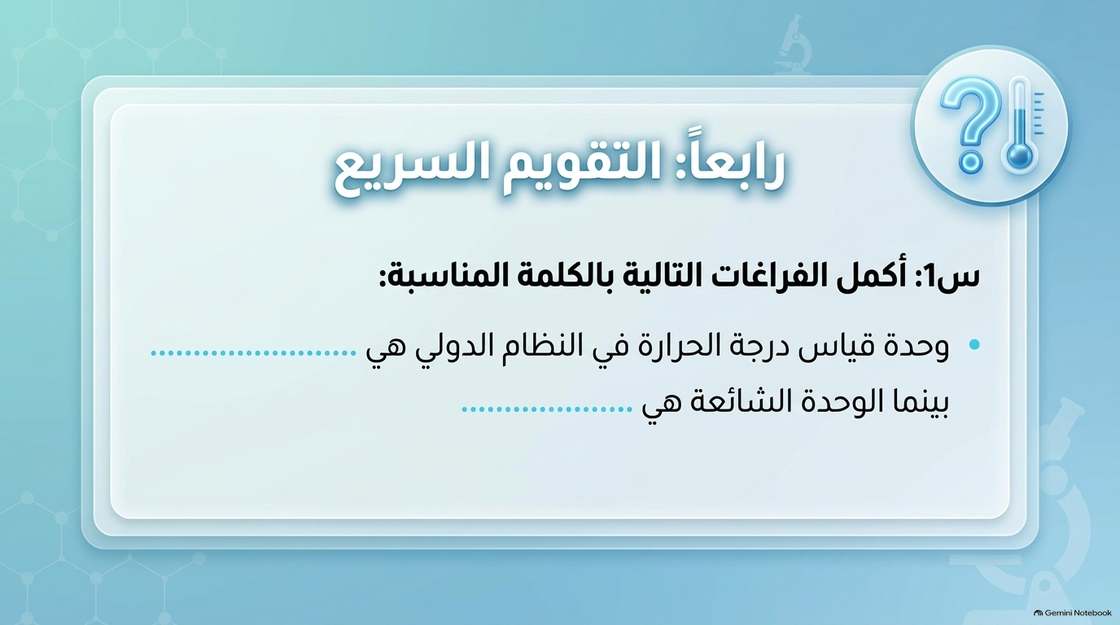 رابعاً: التقويم السريع
س1: أكمل الفراغات التالية بالكلمة المناسبة:
• وحدة قياس درجة الحرارة في النظام الدولي هي ........................
بينما الوحدة الشائعة هي ....................
Gemini Notebook